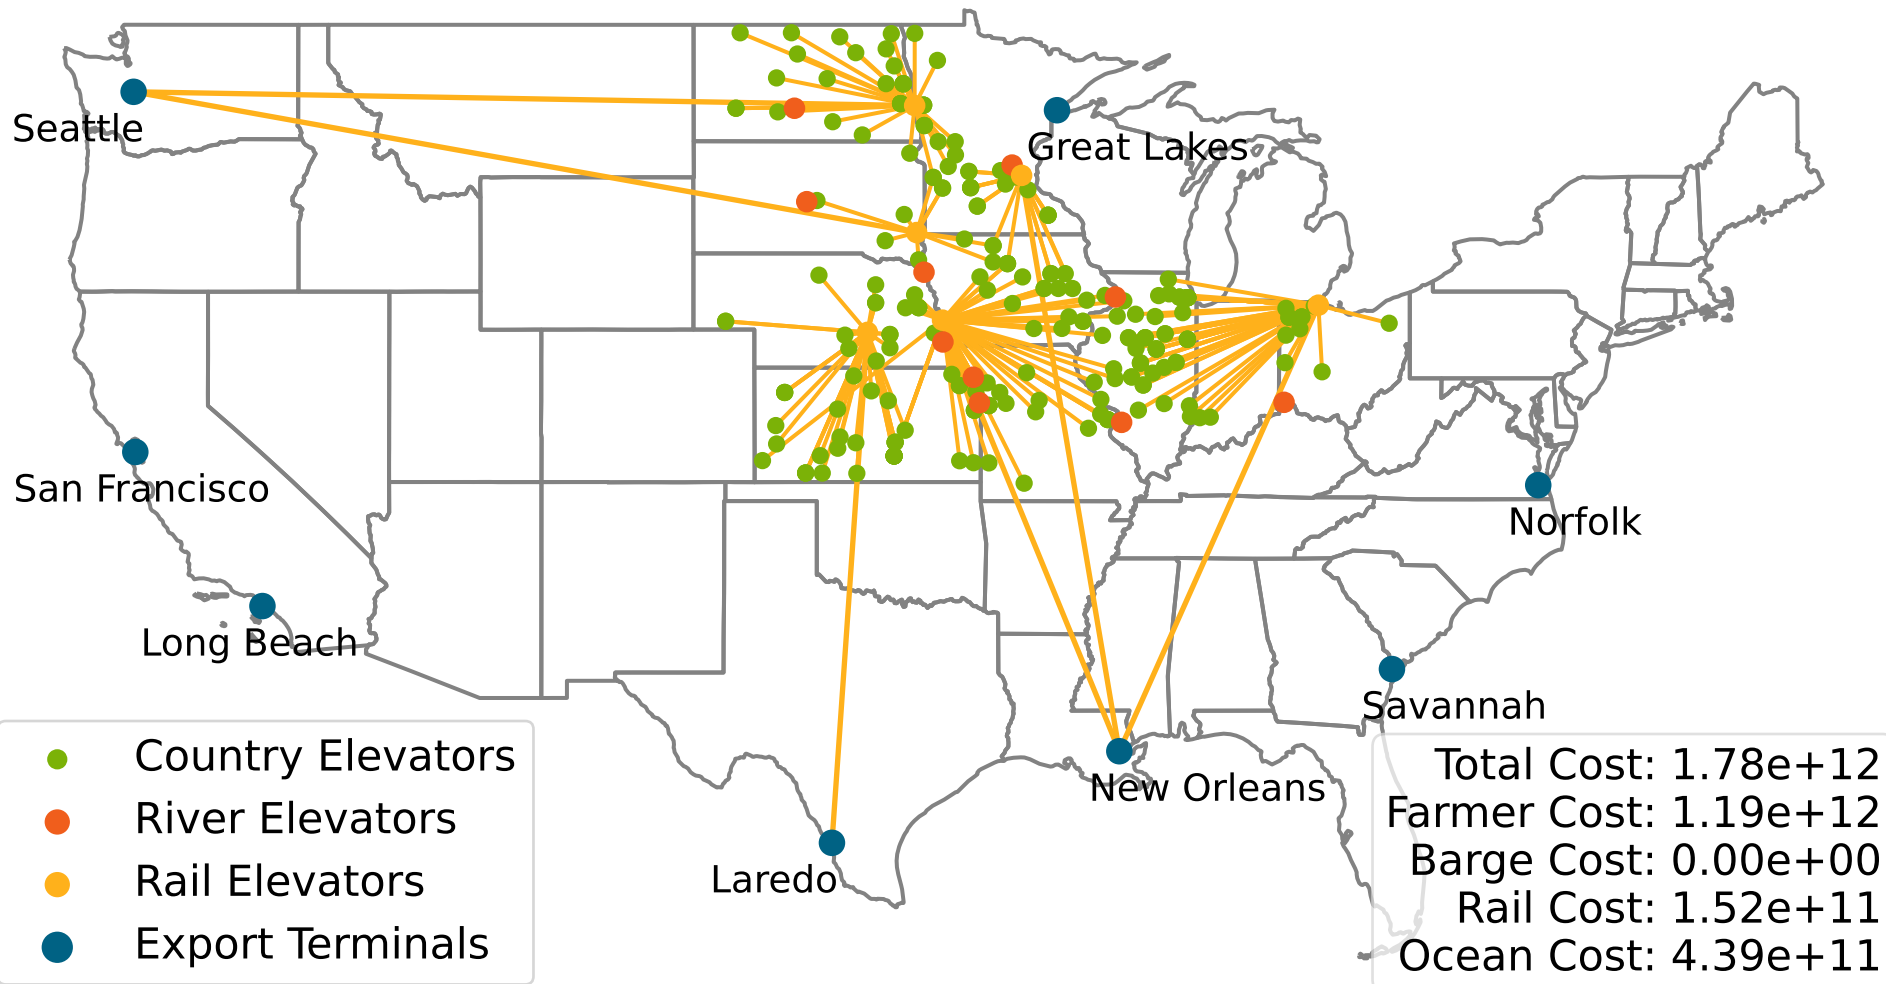 Seattle
Great Lakes
San Francisco
Norfolk
Long Beach
Savannah
New Orleans
Laredo
Country Elevators
River Elevators
Rail Elevators
Export Terminals
Total Cost: 1.78e+12
Farmer Cost: 1.19e+12
Barge Cost: 0.00e+00
Rail Cost: 1.52e+11
Ocean Cost: 4.39e+11